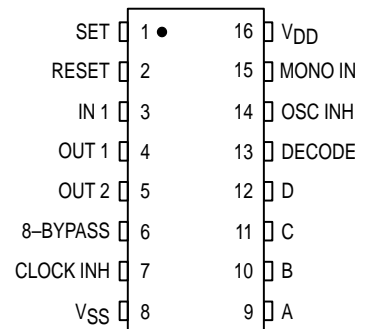 SET 1 16 VDD
RESET 2 15 MONO IN
IN 1 3 14 OSC INH
OUT 1 4 13 DECODE
OUT 2 5 12 D
8–BYPASS 6 11 C
CLOCK INH 7 10 B
VSS 8 9 A